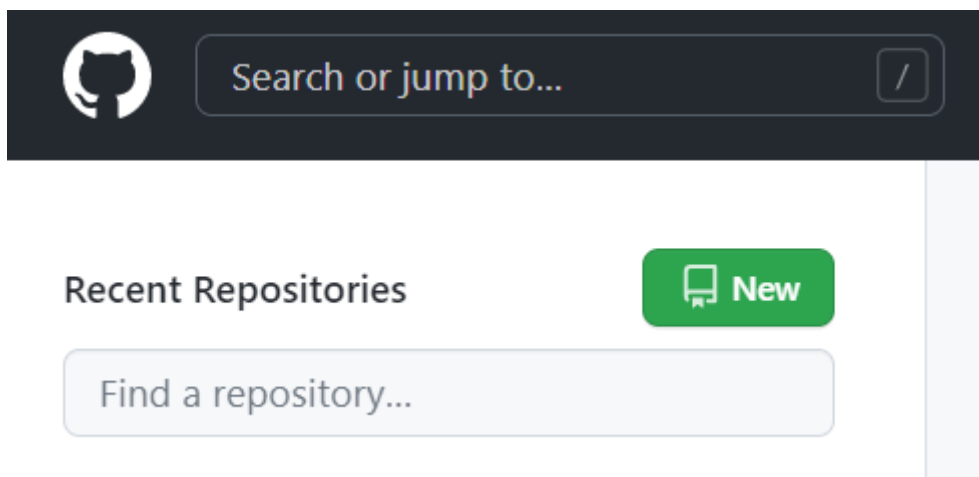 Search or jump to... /
Recent Repositories New
Find a repository...